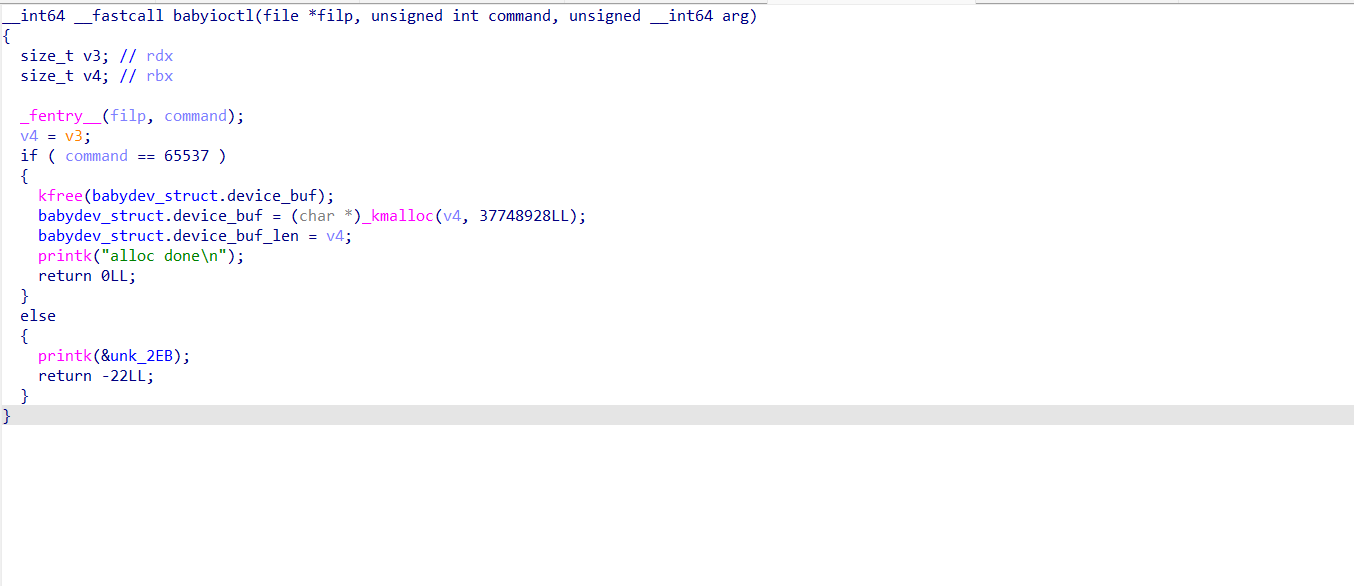 __int64 __fastcall babyioctl(file *filp, unsigned int command, unsigned __int64 arg)
{
  size_t v3; // rdx
  size_t v4; // rbx

  _fentry__(filp, command);
  v4 = v3;
  if ( command == 65537 )
  {
    kfree(babydev_struct.device_buf);
    babydev_struct.device_buf = (char *)_kmalloc(v4, 37748928LL);
    babydev_struct.device_buf_len = v4;
    printk("alloc done\n");
    return 0LL;
  }
  else
  {
    printk(&unk_2EB);
    return -22LL;
  }
}